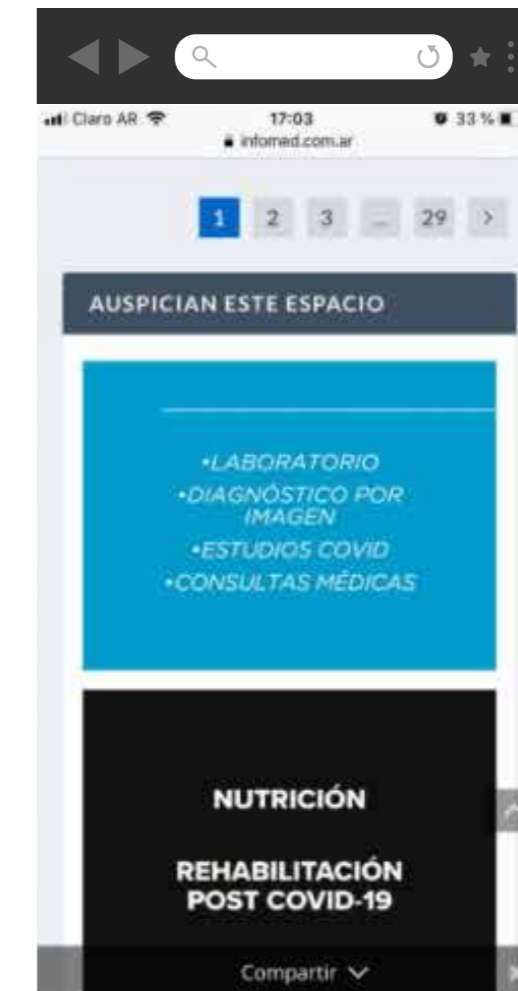 Claro AR
17:03
33 %
infomed.com.ar
1 2 3 ... 29 >
AUSPICIAN ESTE ESPACIO
•LABORATORIO
•DIAGNÓSTICO POR
IMAGEN
•ESTUDIOS COVID
•CONSULTAS MÉDICAS
NUTRICIÓN
REHABILITACIÓN
POST COVID-19
Compartir